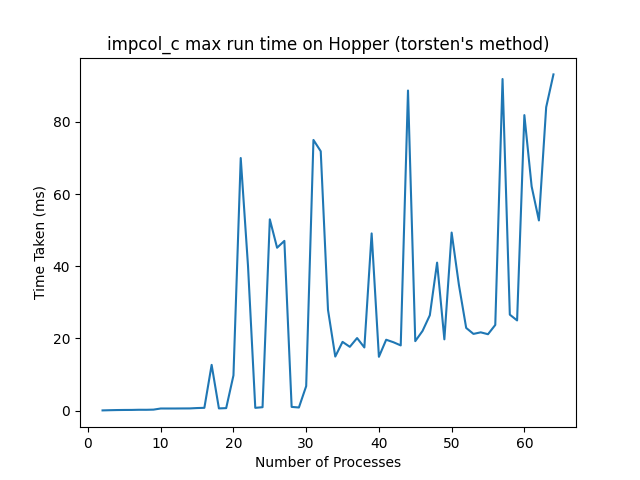 impcol_c max run time on Hopper (torsten's method)
80
60
40
20
0
Time Taken (ms)
0 10 20 30 40 50 60
Number of Processes